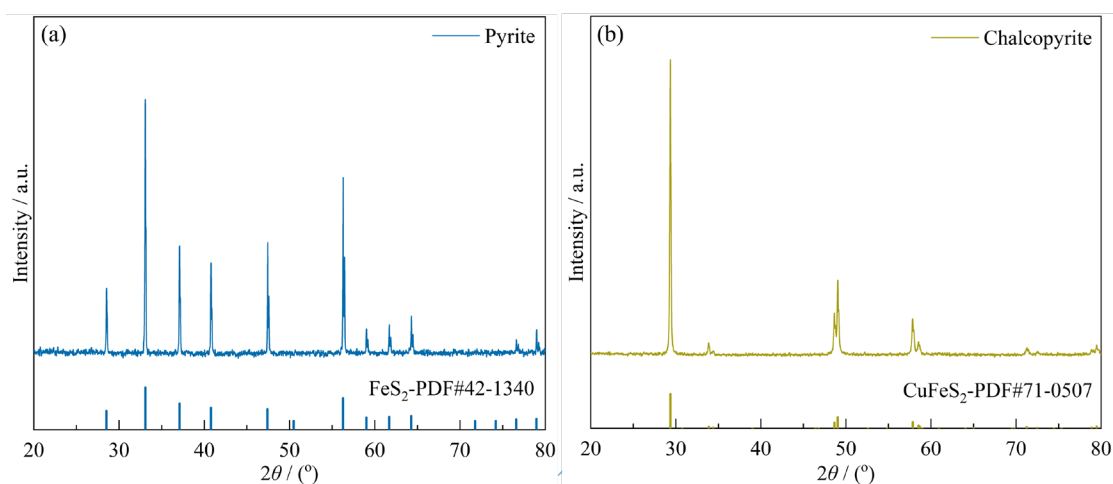 (a)
Pyrite
Intensity / a.u.
FeS₂-PDF#42-1340
20 30 40 50 60 70 80
2θ / (º)
(b)
Chalcopyrite
Intensity / a.u.
CuFeS₂-PDF#71-0507
20 30 40 50 60 70 80
2θ / (º)